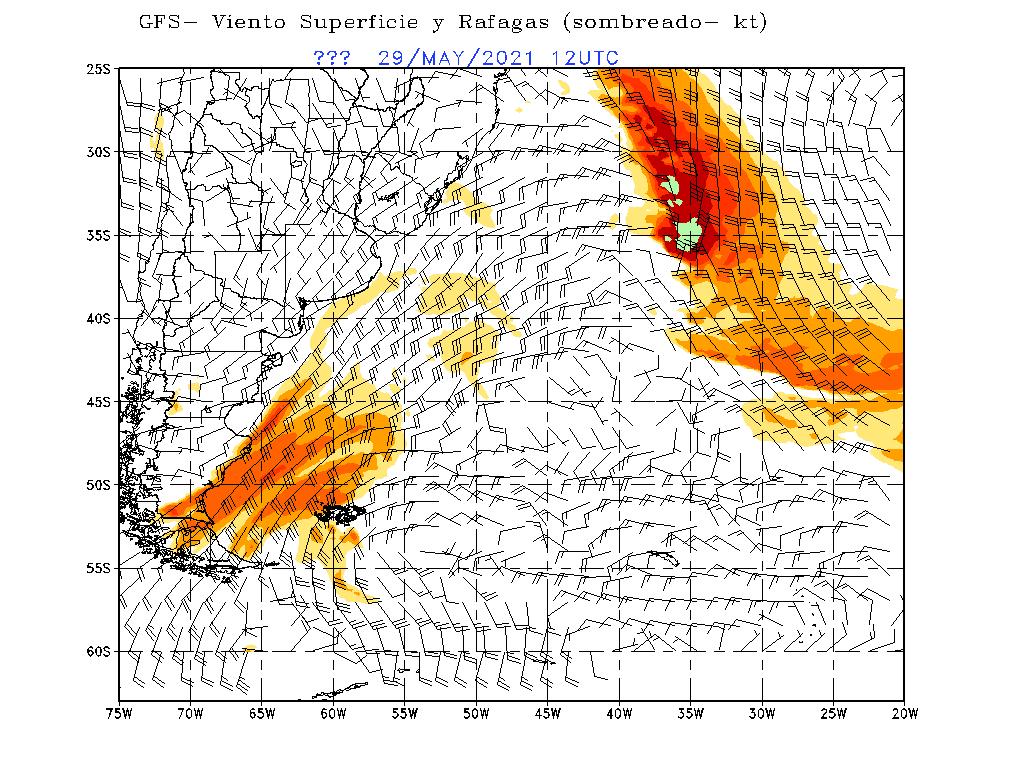 GFS- Viento Superficie y Rafagas (sombreado- kt)
??? 29/MAY/2021 12UTC
25S
30S
35S
40S
45S
50S
55S
60S
75W 70W 65W 60W 55W 50W 45W 40W 35W 30W 25W 20W